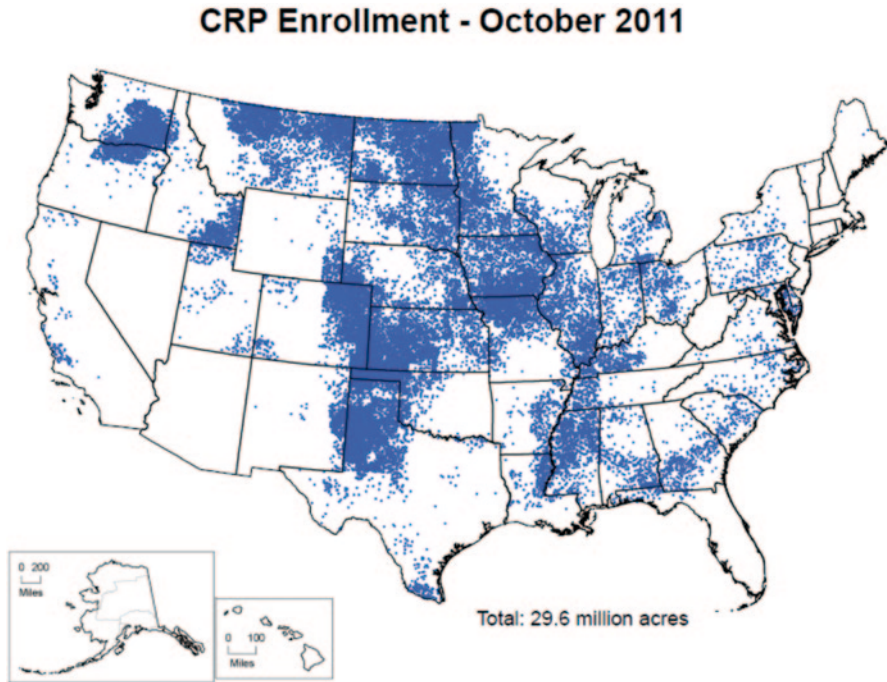 CRP Enrollment - October 2011
0 200
Miles
0 100
Miles
Total: 29.6 million acres